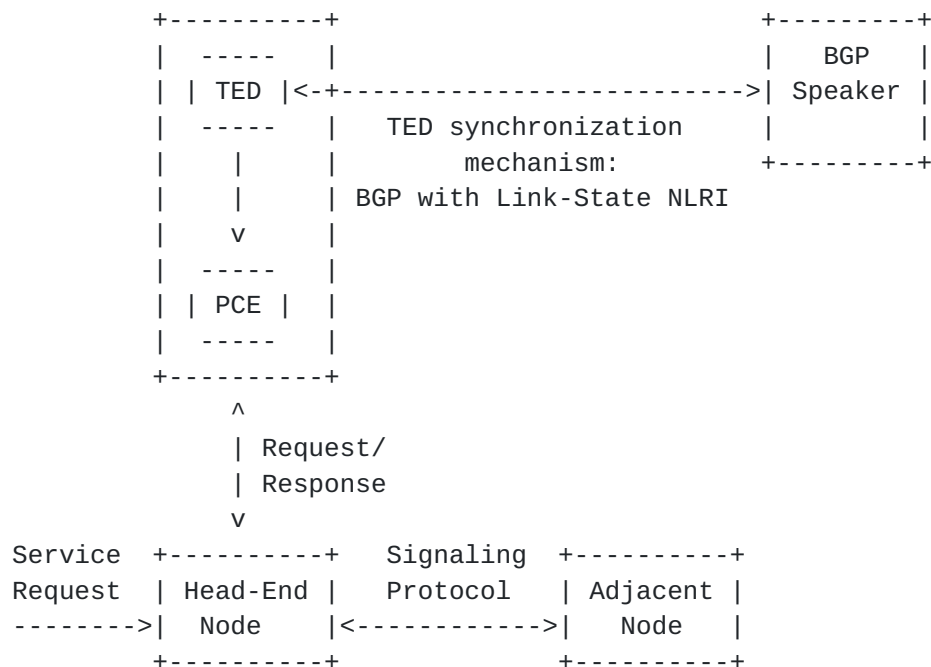 +----------+                           +---------+
|  -----   |                           |   BGP   |
| | TED |<-+-------------------------->| Speaker |
|  -----   |   TED synchronization     |         |
|    |     |        mechanism:         +---------+
|    |     | BGP with Link-State NLRI
|    v     |
|  -----   |
| | PCE |  |
|  -----   |
+----------+
^
| Request/
| Response
v
Service  +----------+   Signaling  +----------+
Request  | Head-End |   Protocol   | Adjacent |
-------->|  Node    |<------------>|   Node   |
+----------+              +----------+